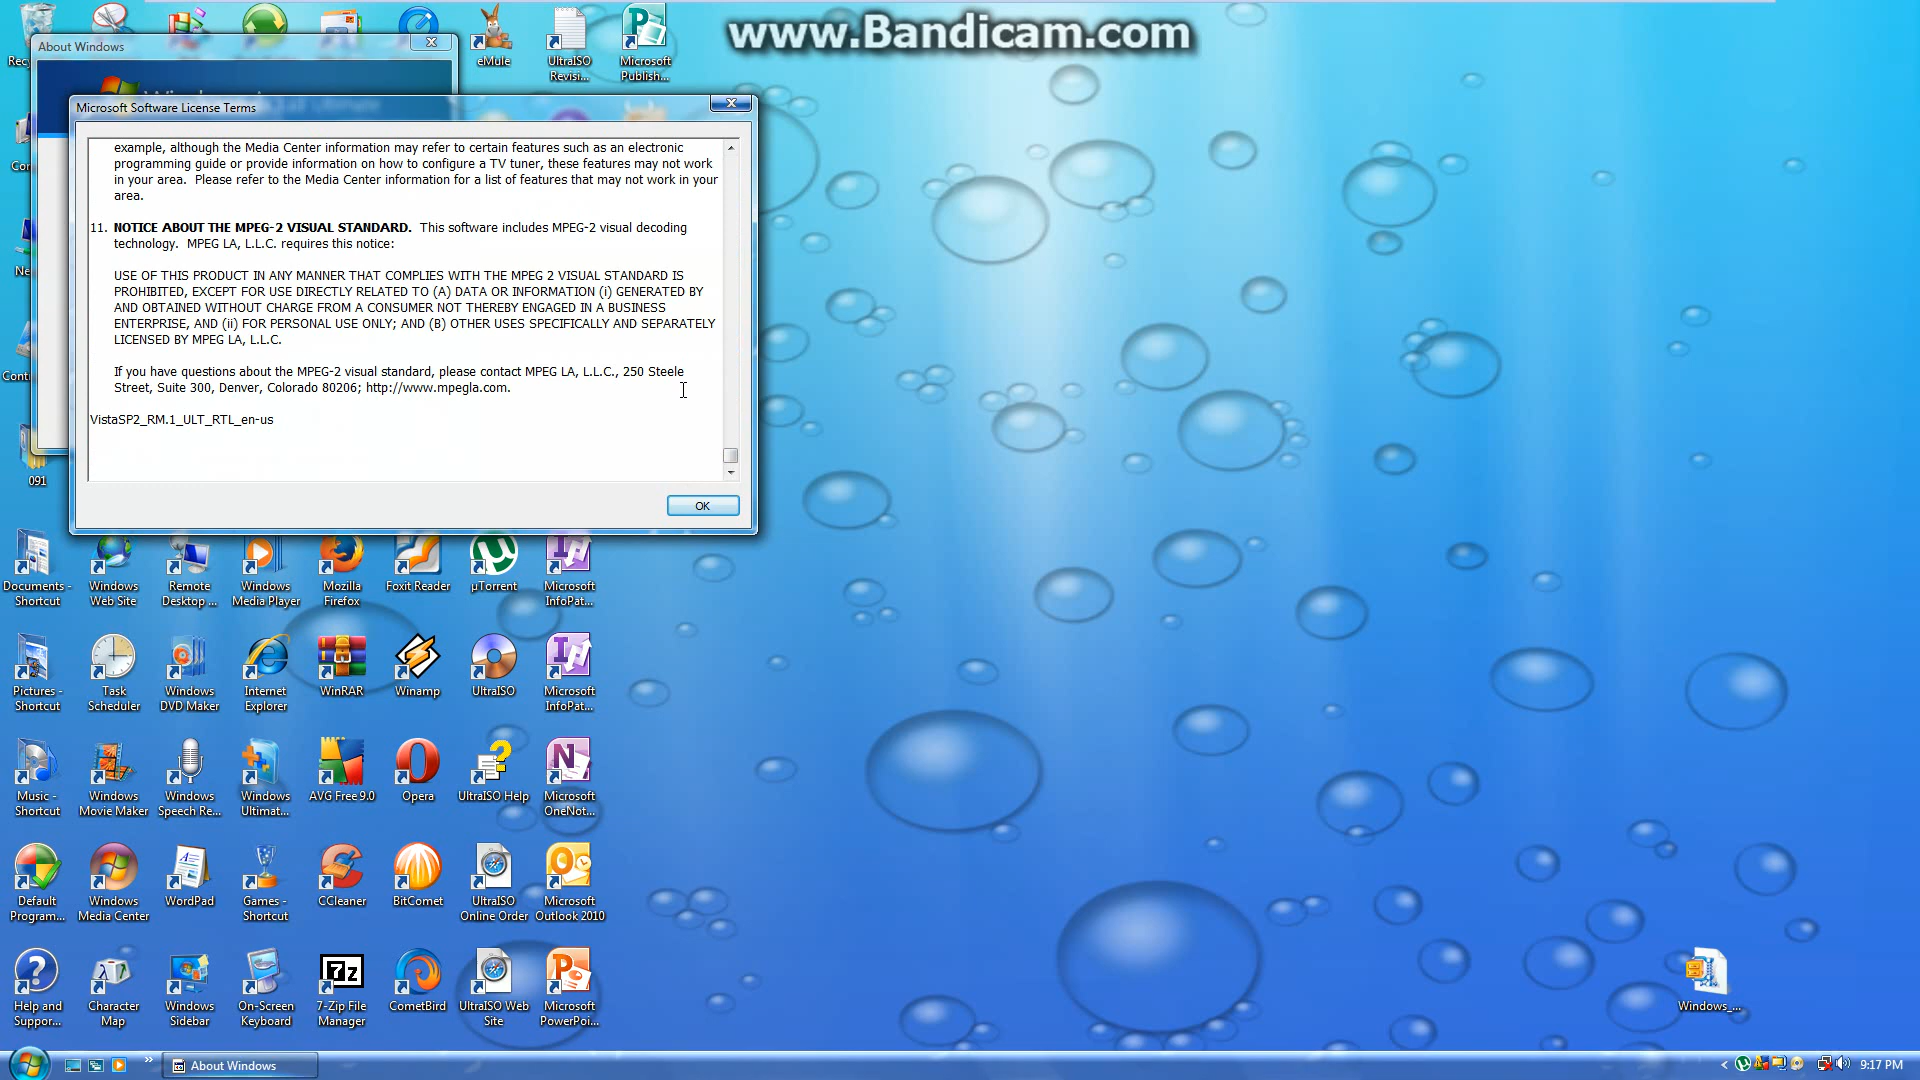 www.Bandicam.com
About Windows
Microsoft Software License Terms
example, although the Media Center information may refer to certain features such as an electronic
programming guide or provide information on how to configure a TV tuner, these features may not work
in your area.  Please refer to the Media Center information for a list of features that may not work in your
area.
11. NOTICE ABOUT THE MPEG-2 VISUAL STANDARD.  This software includes MPEG-2 visual decoding
technology.  MPEG LA, L.L.C. requires this notice:
USE OF THIS PRODUCT IN ANY MANNER THAT COMPLIES WITH THE MPEG 2 VISUAL STANDARD IS
PROHIBITED, EXCEPT FOR USE DIRECTLY RELATED TO (A) DATA OR INFORMATION (i) GENERATED BY
AND OBTAINED WITHOUT CHARGE FROM A CONSUMER NOT THEREBY ENGAGED IN A BUSINESS
ENTERPRISE, AND (ii) FOR PERSONAL USE ONLY; AND (B) OTHER USES SPECIFICALLY AND SEPARATELY
LICENSED BY MPEG LA, L.L.C.
If you have questions about the MPEG-2 visual standard, please contact MPEG LA, L.L.C., 250 Steele
Street, Suite 300, Denver, Colorado 80206; http://www.mpegla.com.
VistaSP2_RM.1_ULT_RTL_en-us
OK
eMule
UltraISO
Revisi...
Microsoft
Publish...
091
Documents -
Shortcut
Windows
Web Site
Remote
Desktop ...
Windows
Media Player
Mozilla
Firefox
Foxit Reader
µTorrent
Microsoft
InfoPat...
Pictures -
Shortcut
Task
Scheduler
Windows
DVD Maker
Internet
Explorer
WinRAR
Winamp
UltraISO
Microsoft
InfoPat...
Music -
Shortcut
Windows
Movie Maker
Windows
Speech Re...
Windows
Ultimat...
AVG Free 9.0
Opera
UltraISO Help
Microsoft
OneNot...
Default
Program...
Windows
Media Center
WordPad
Games -
Shortcut
CCleaner
BitComet
UltraISO
Online Order
Microsoft
Outlook 2010
Help and
Suppor...
Character
Map
Windows
Sidebar
On-Screen
Keyboard
7-Zip File
Manager
CometBird
UltraISO Web
Site
Microsoft
PowerPoi...
Windows_...
About Windows
9:17 PM